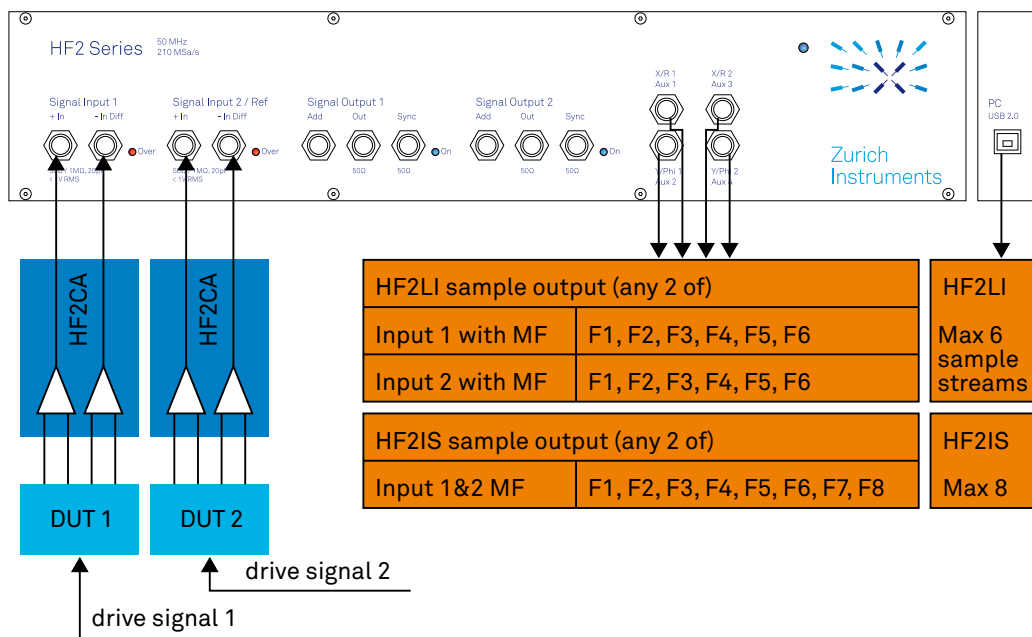 HF2 Series
50 MHz
210 MSa/s
Signal Input 1
+ In
- In Diff
Over
< 1V RMS
Signal Input 2 / Ref
+ In
- In Diff
Over
< 1V RMS
Signal Output 1
Add
Out
Sync
On
50Ω
50Ω
Signal Output 2
Add
Out
Sync
On
50Ω
50Ω
X/R 1
Aux 1
X/R 2
Aux 3
Y/Phi 1
Aux 2
Y/Phi 2
Aux
Zurich
Instruments
PC
USB 2.0
HF2CA
HF2CA
DUT 1
DUT 2
drive signal 2
drive signal 1
HF2LI sample output (any 2 of)
Input 1 with MF
F1, F2, F3, F4, F5, F6
Input 2 with MF
F1, F2, F3, F4, F5, F6
HF2IS sample output (any 2 of)
Input 1&2 MF
F1, F2, F3, F4, F5, F6, F7, F8
HF2LI
Max 6
sample
streams
HF2IS
Max 8